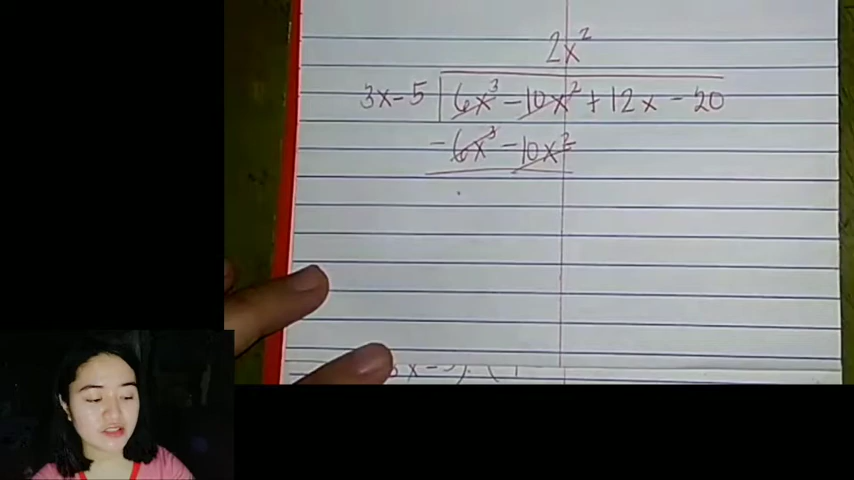 2x²
3x-5 6x³ - 10x² + 12x - 20
- 6x³ - 10x²